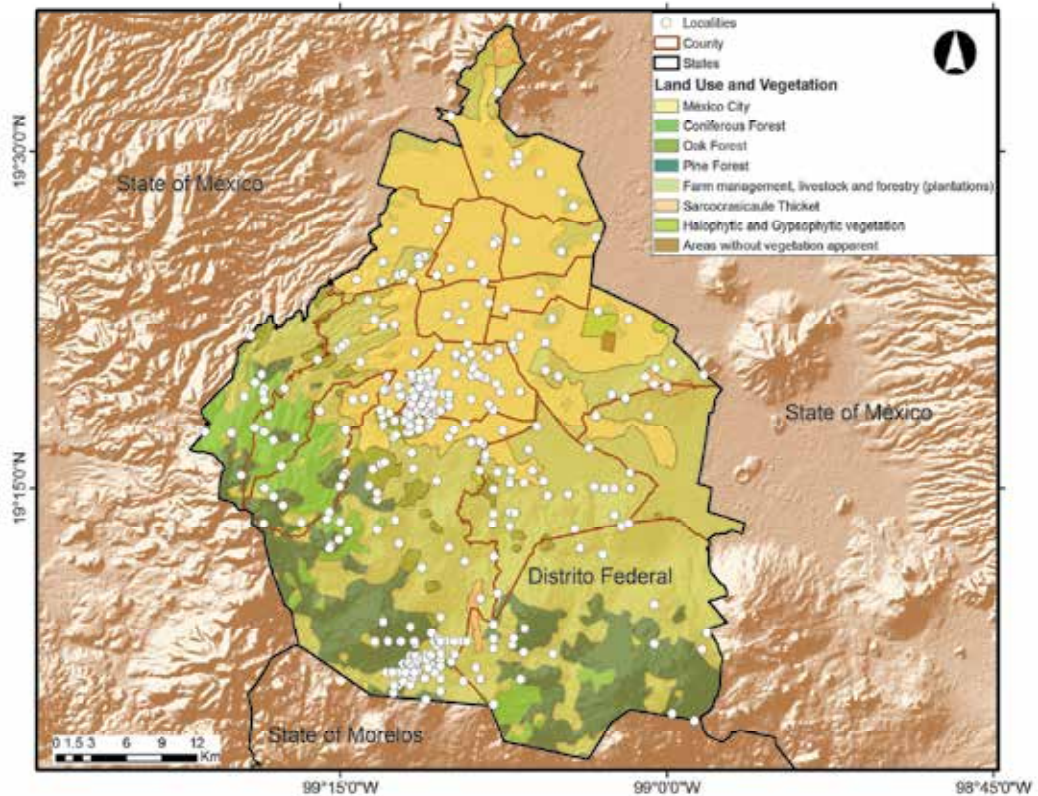 Localities
County
States
Land Use and Vegetation
México City
Coniferous Forest
Oak Forest
Pine Forest
Farm management, livestock and forestry (plantations)
Sarcocrasicaule Thicket
Halophytic and Gypsophytic vegetation
Areas without vegetation apparent
19°30'0"N
State of México
State of México
19°15'0"N
Distrito Federal
State of Morelos
0 1.5 3 6 9 12
Km
99°15'0"W
99°0'0"W
98°45'0"W